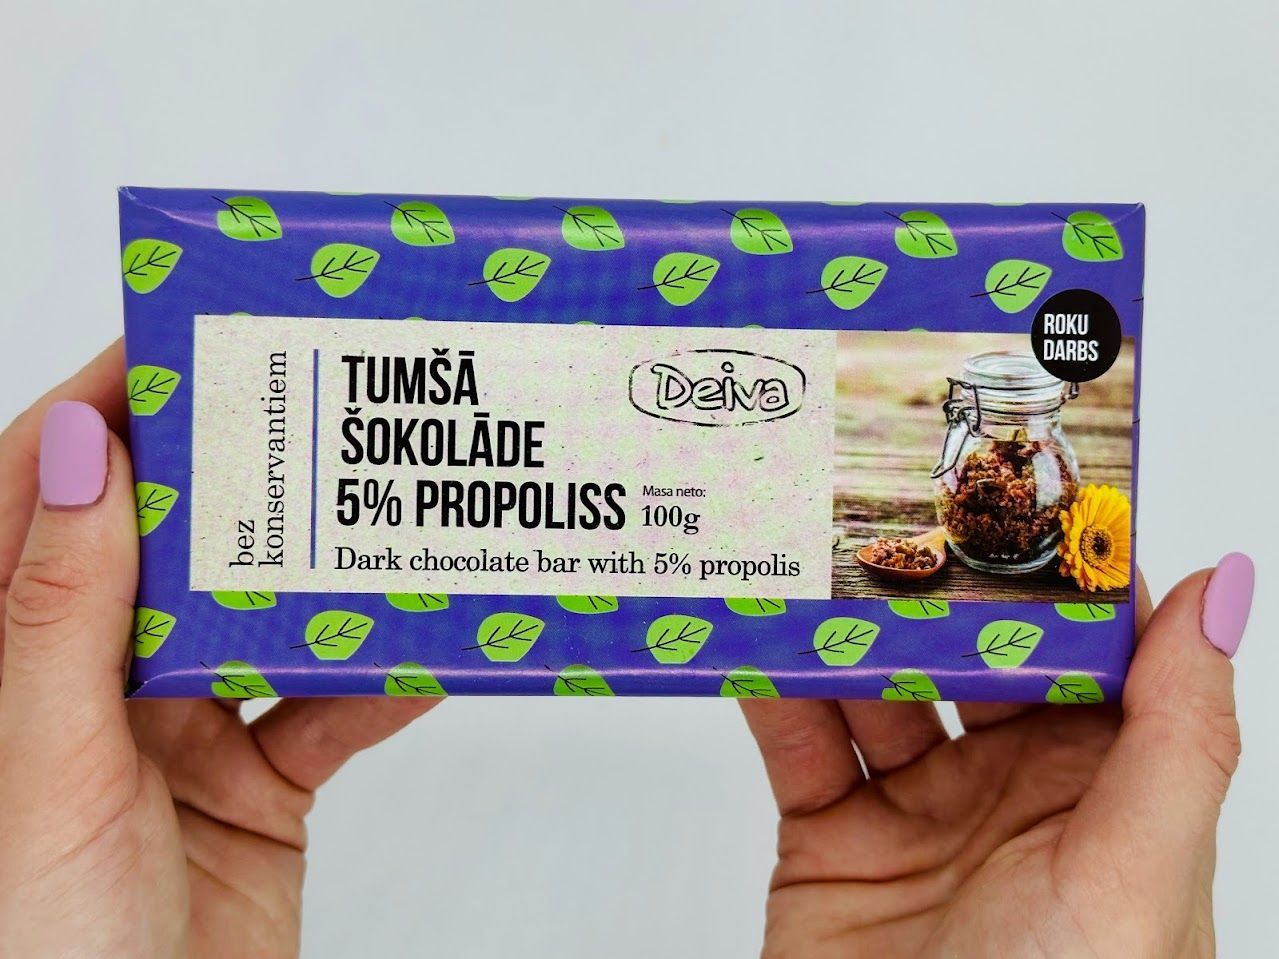 bez
konservantiem
TUMŠĀ
ŠOKOLĀDE
5% PROPOLISS
Masa neto:
100g
Dark chocolate bar with 5% propolis
Deiva
ROKU
DARBS